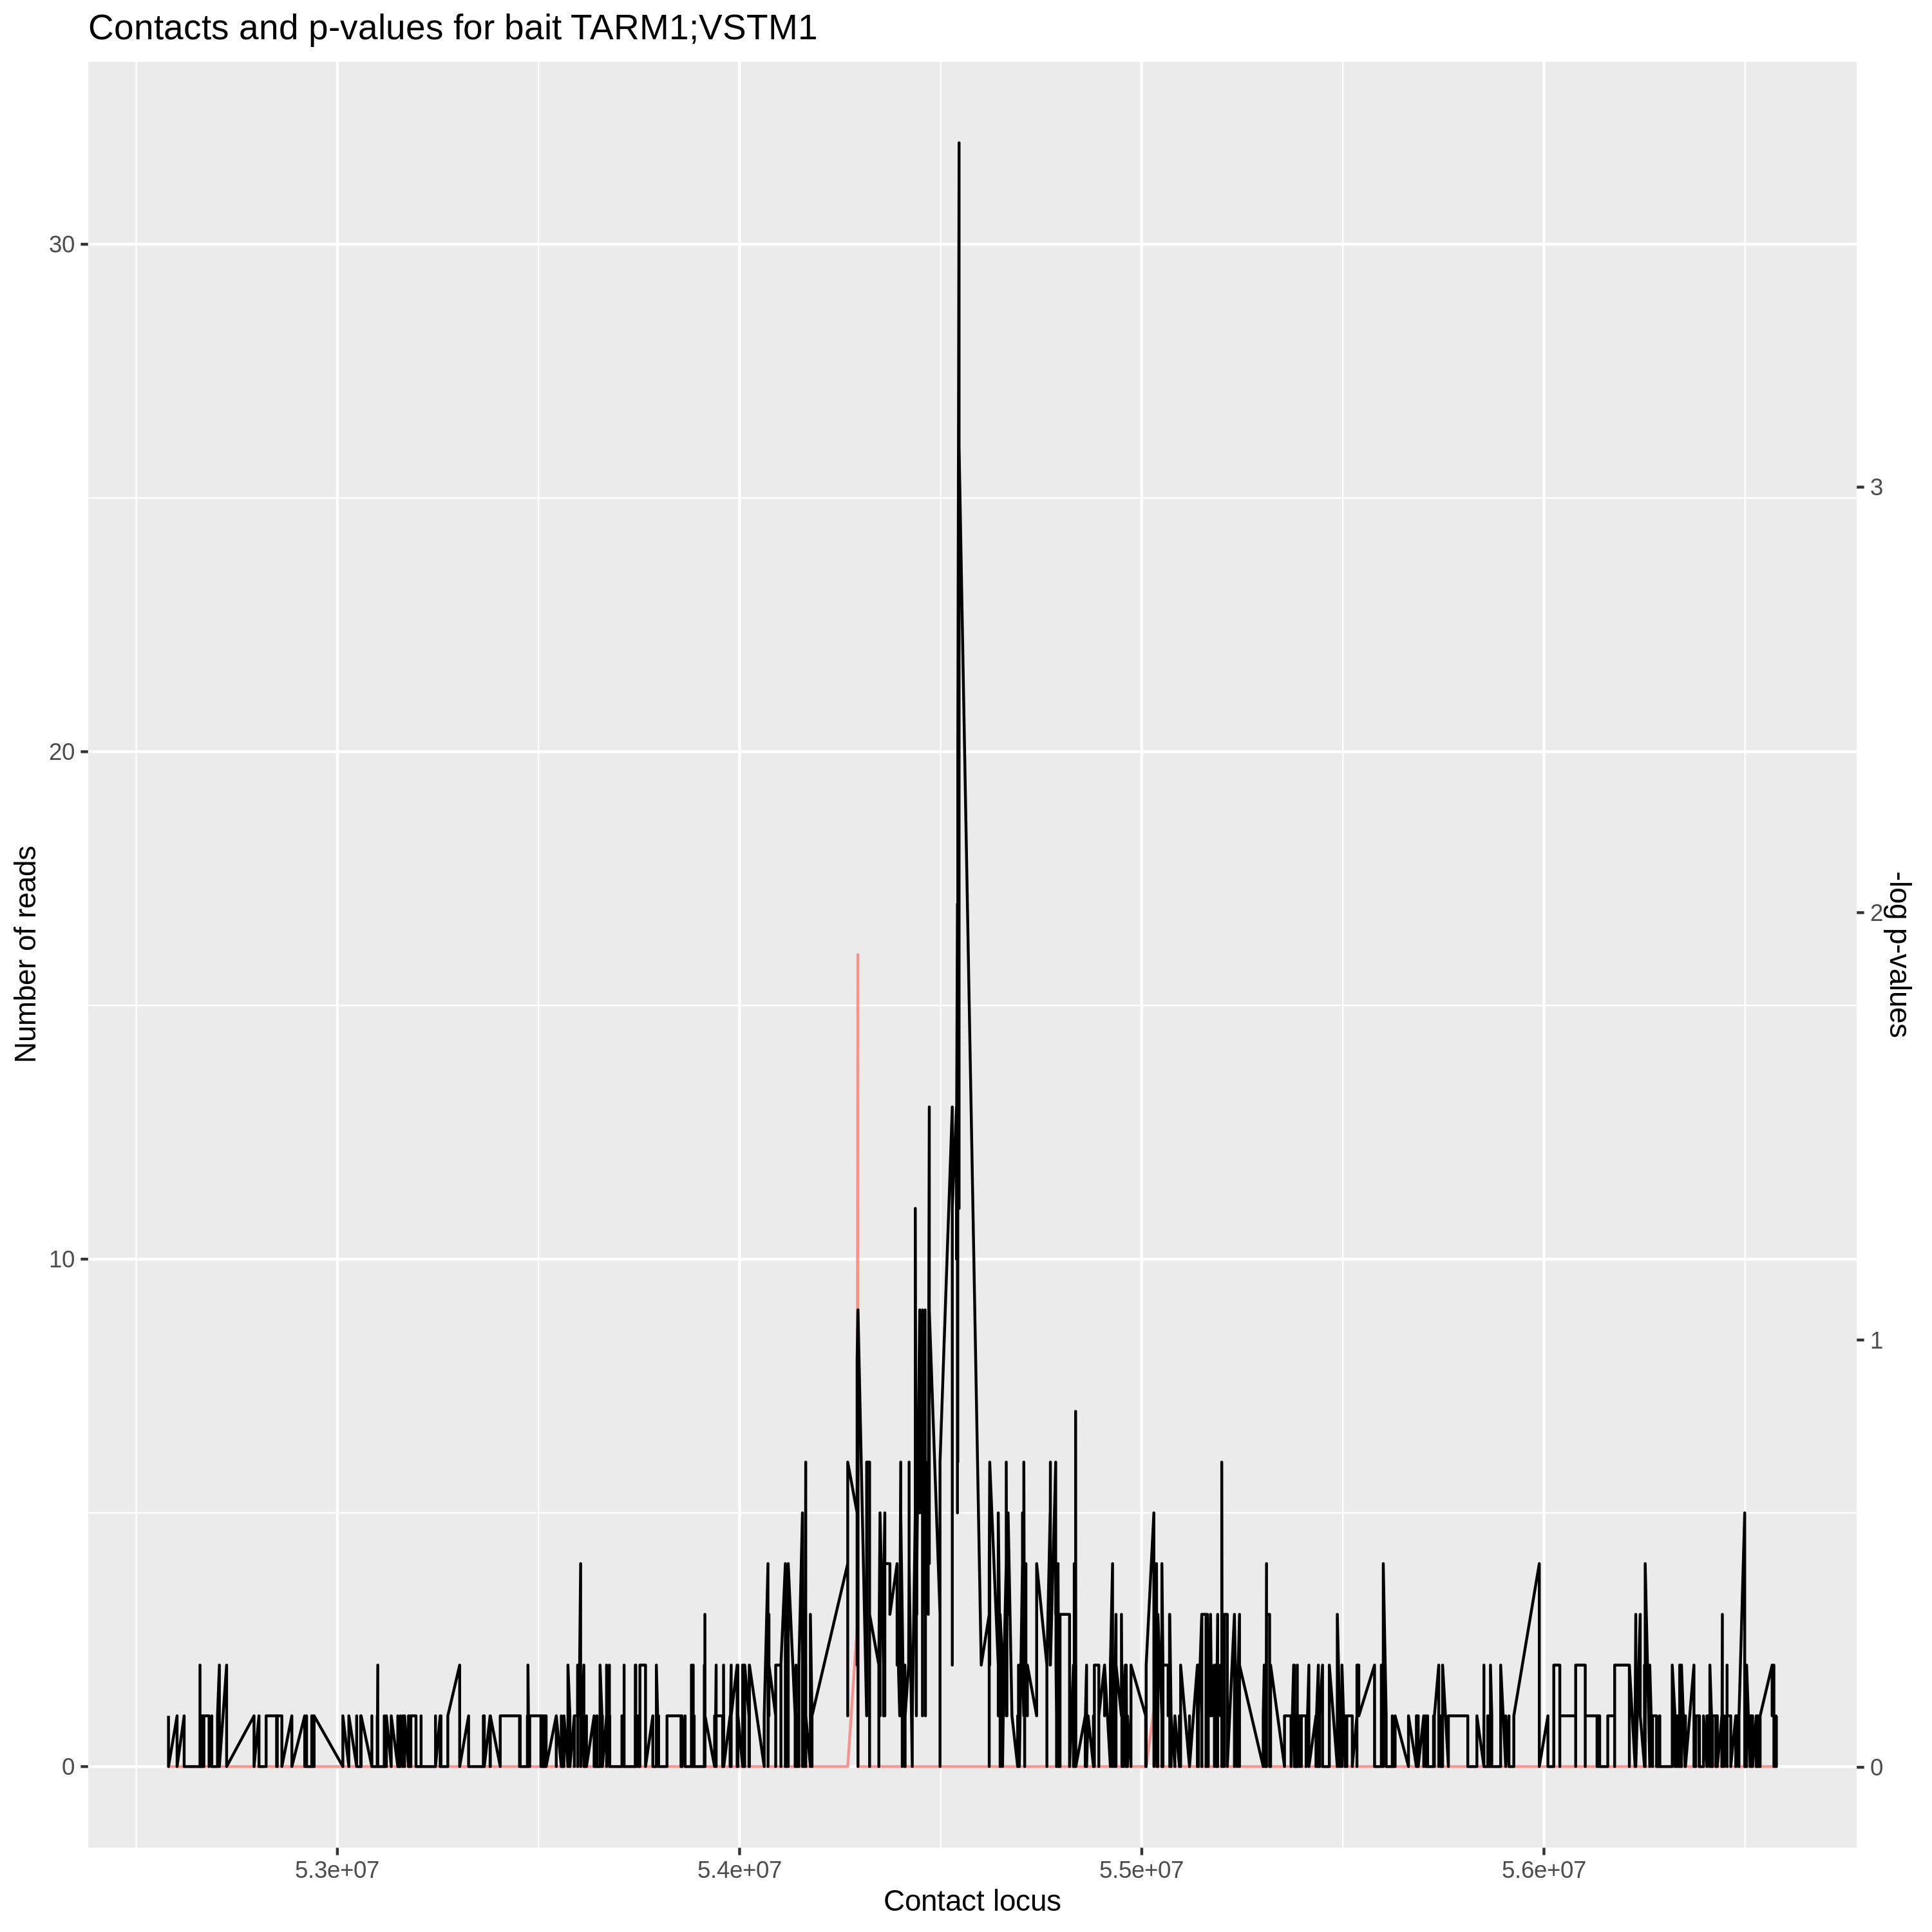 Contacts and p-values for bait TARM1;VSTM1
30
20
10
0
Number of reads
3
2
1
0
-log p-values
5.3e+07
5.4e+07
5.5e+07
5.6e+07
Contact locus